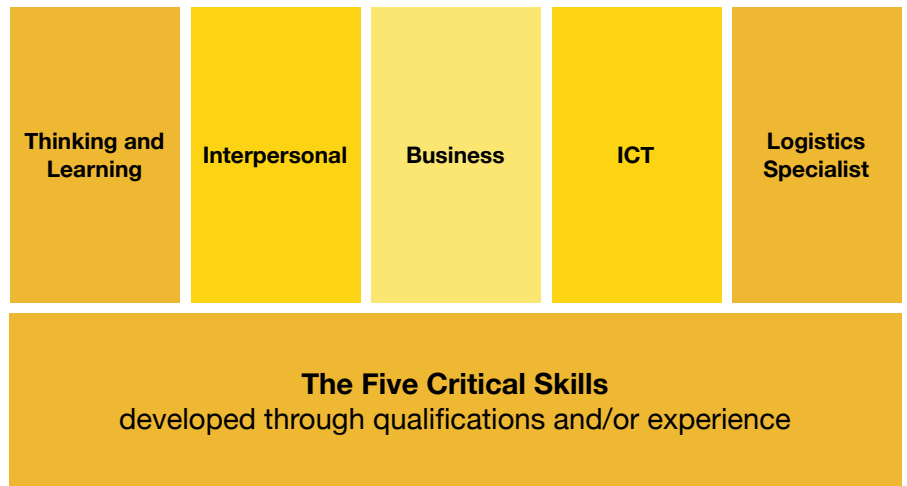 Thinking and
Learning
Interpersonal
Business
ICT
Logistics
Specialist
The Five Critical Skills
developed through qualifications and/or experience